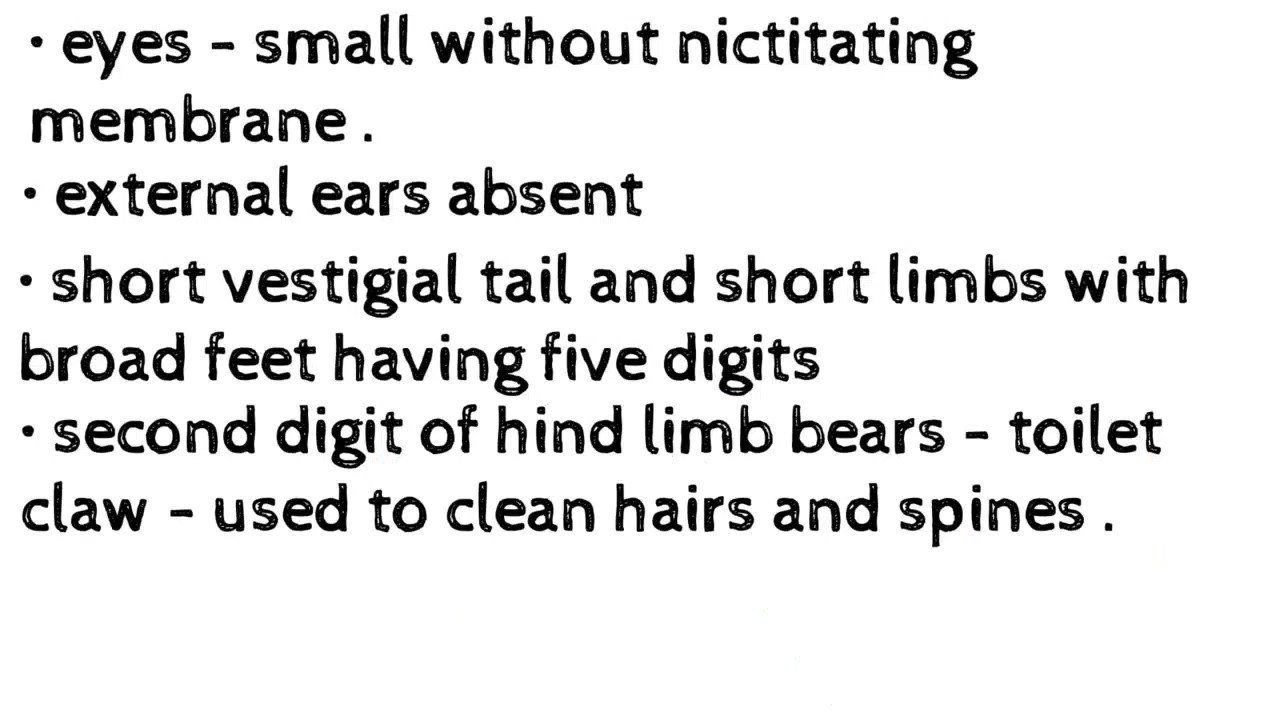 • eyes - small without nictitating
membrane .
• external ears absent
• short vestigial tail and short limbs with
broad feet having five digits
• second digit of hind limb bears - toilet
claw - used to clean hairs and spines .